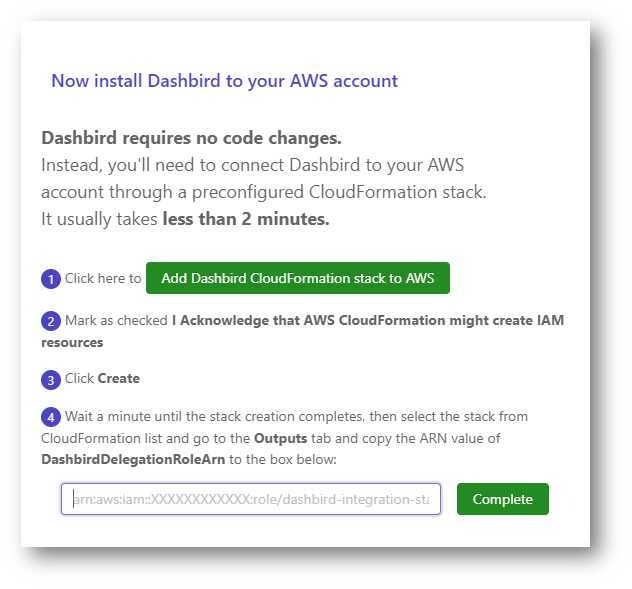 Now install Dashbird to your AWS account
Dashbird requires no code changes.
Instead, you'll need to connect Dashbird to your AWS
account through a preconfigured CloudFormation stack.
It usually takes less than 2 minutes.
1 Click here to Add Dashbird CloudFormation stack to AWS
2 Mark as checked I Acknowledge that AWS CloudFormation might create IAM
resources
3 Click Create
4 Wait a minute until the stack creation completes, then select the stack from
CloudFormation list and go to the Outputs tab and copy the ARN value of
DashbirdDelegationRoleArn to the box below:
arn:aws:iam::XXXXXXXXXXXX:role/dashbird-integration-sta Complete